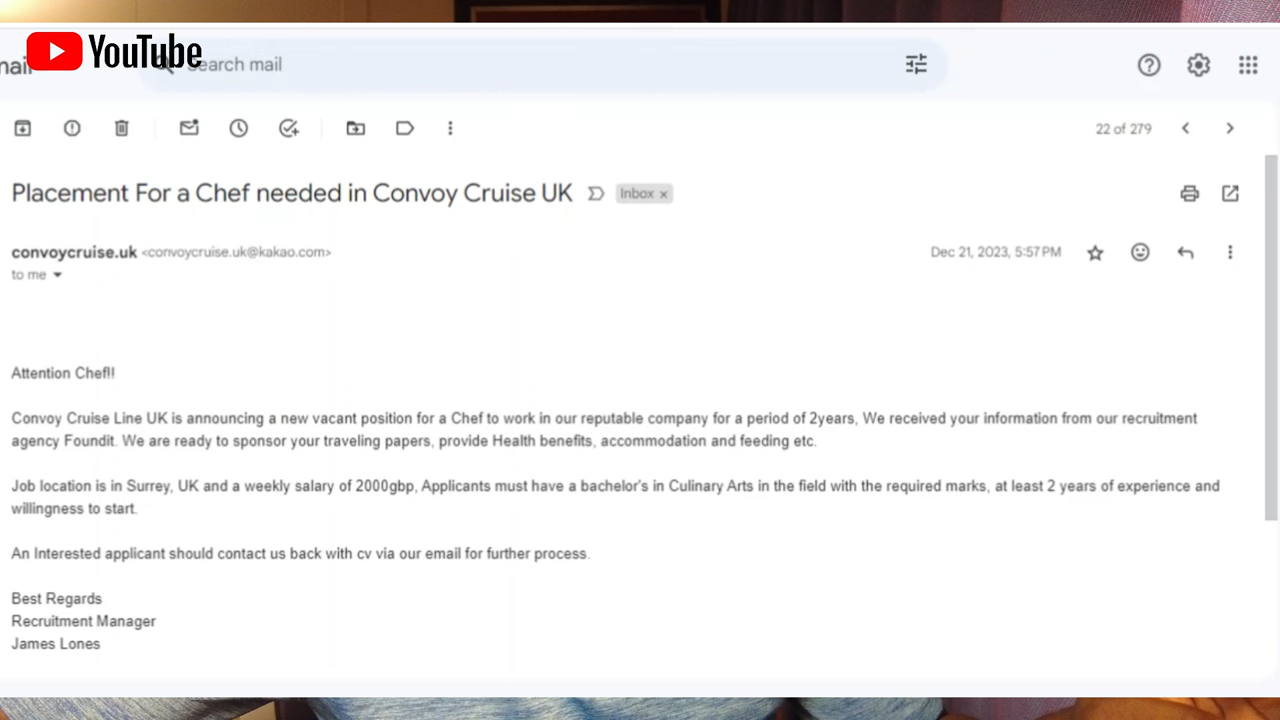 YouTube
Search mail
22 of 279
Placement For a Chef needed in Convoy Cruise UK
Inbox x
convoycruise.uk <convoycruise.uk@kakao.com>
Dec 21, 2023, 5:57 PM
to me
Attention Chef!!
Convoy Cruise Line UK is announcing a new vacant position for a Chef to work in our reputable company for a period of 2years, We received your information from our recruitment
agency Foundit. We are ready to sponsor your traveling papers, provide Health benefits, accommodation and feeding etc.
Job location is in Surrey, UK and a weekly salary of 2000gbp, Applicants must have a bachelor's in Culinary Arts in the field with the required marks, at least 2 years of experience and
willingness to start.
An Interested applicant should contact us back with cv via our email for further process.
Best Regards
Recruitment Manager
James Lones